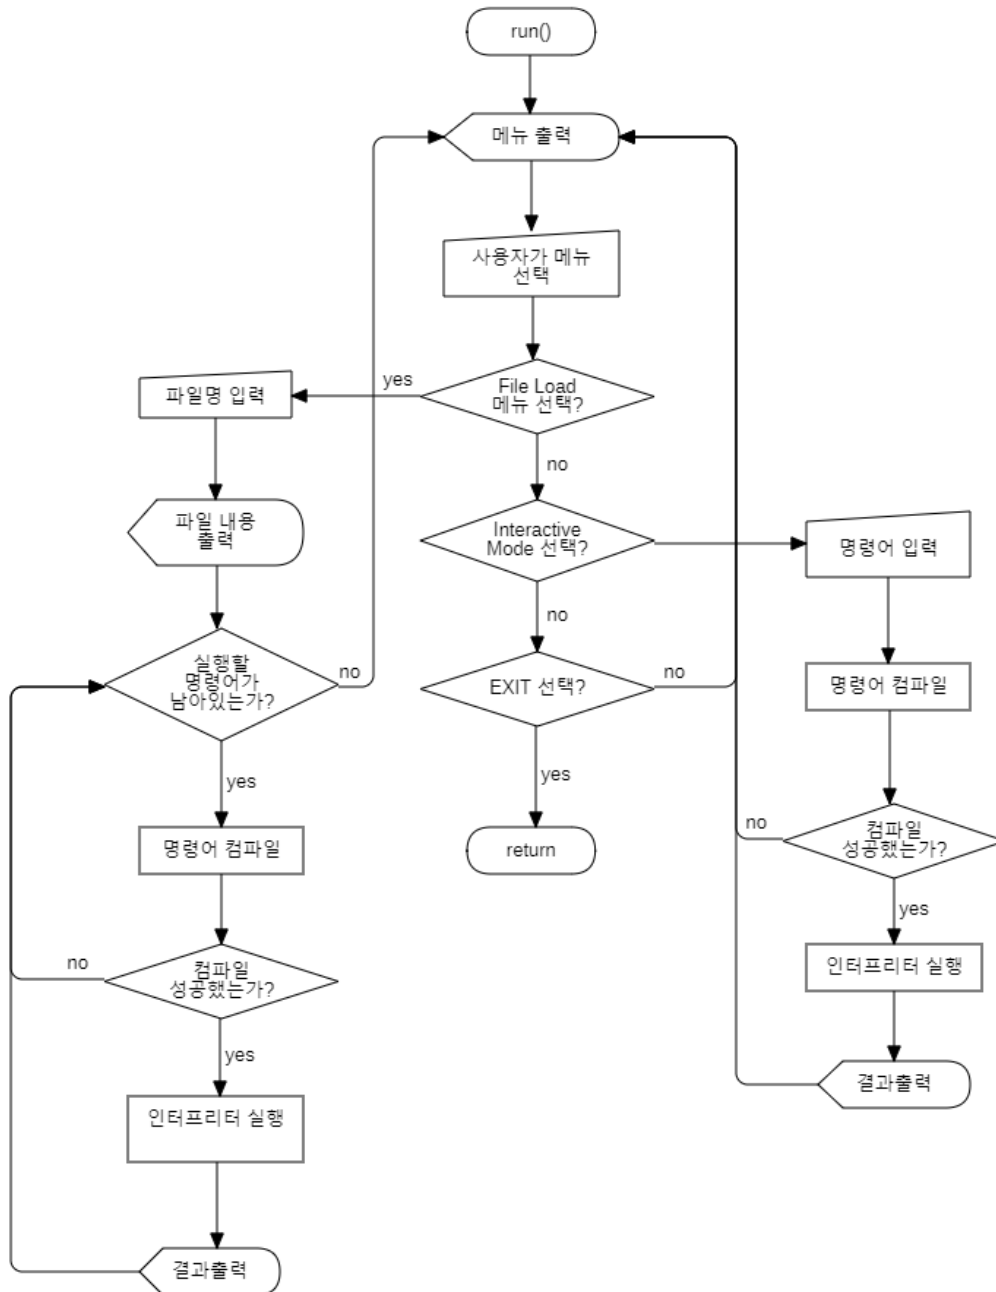 run()
메뉴 출력
사용자가 메뉴
선택
File Load
메뉴 선택?
yes
파일명 입력
no
파일 내용
출력
Interactive
Mode 선택?
명령어 입력
no
실행할
명령어가
남아있는가?
no
EXIT 선택?
no
명령어 컴파일
yes
yes
명령어 컴파일
return
no
컴파일
성공했는가?
yes
no
컴파일
성공했는가?
인터프리터 실행
yes
인터프리터 실행
결과출력
결과출력